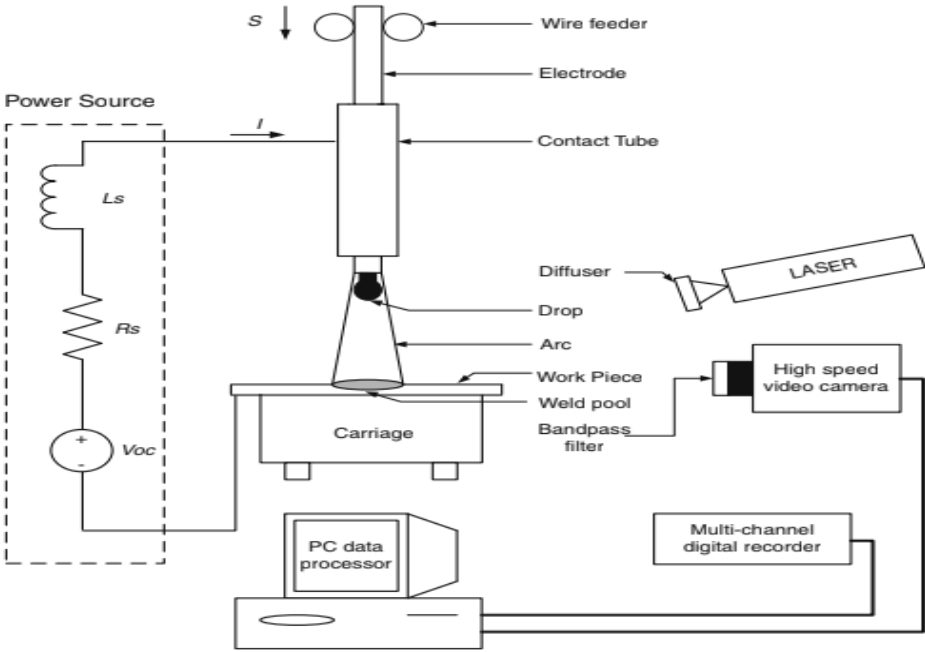 S
Wire feeder
Electrode
Power Source
I
Contact Tube
Ls
Diffuser
LASER
Drop
Rs
Arc
High speed
video camera
Work Piece
Weld pool
Bandpass
filter
Carriage
+
Voc
-
Multi-channel
digital recorder
PC data
processor